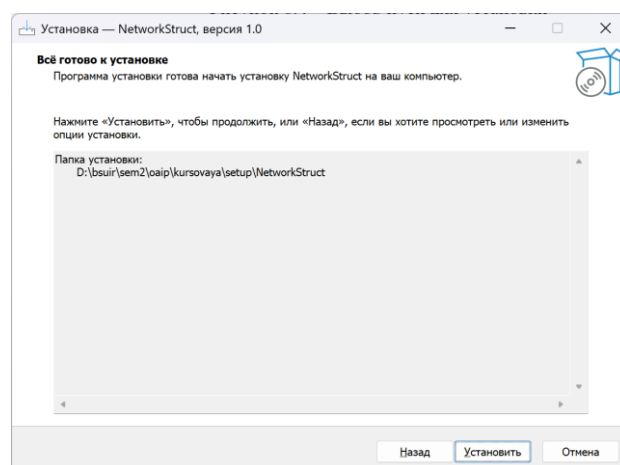 Установка — NetworkStruct, версия 1.0
Всё готово к установке
Программа установки готова начать установку NetworkStruct на ваш компьютер.
Нажмите «Установить», чтобы продолжить, или «Назад», если вы хотите просмотреть или изменить
опции установки.
Папка установки:
D:\bsuir\sem2\oaip\kursovaya\setup\NetworkStruct
Назад Установить Отмена